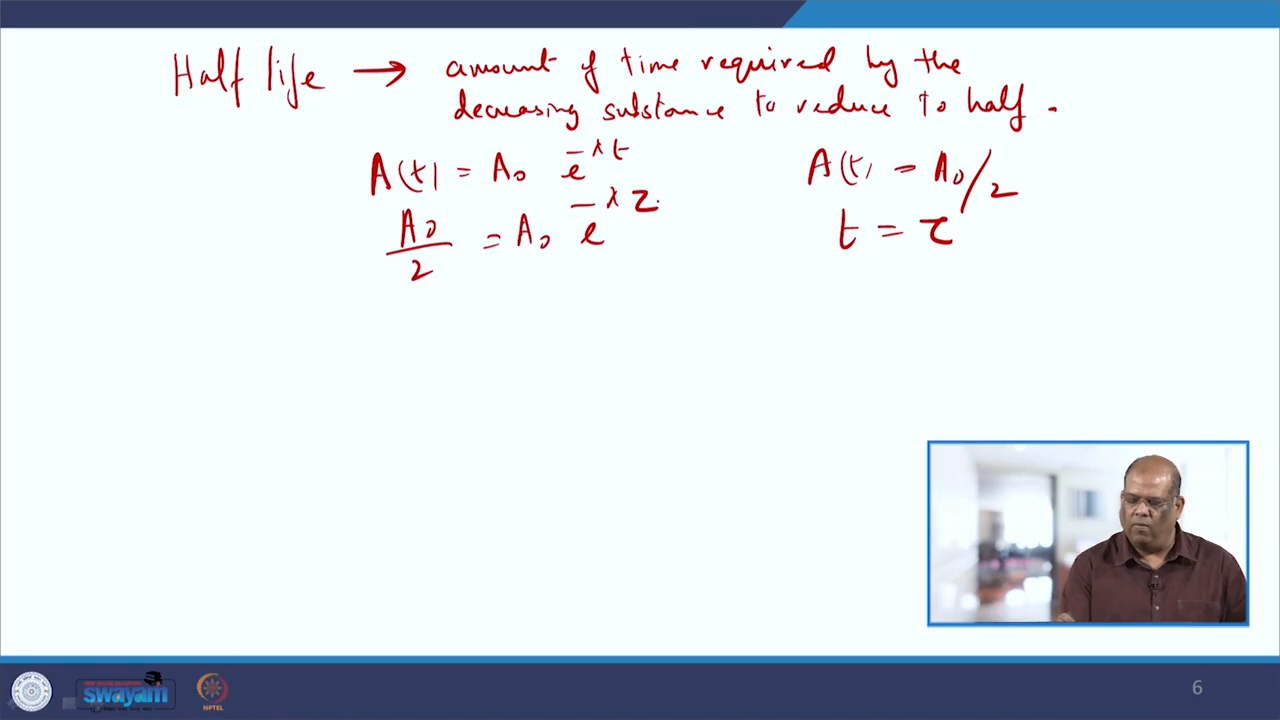 Half life → amount of time required by the
decreasing substance to reduce to half.
A(t) = A₀ e^{-λt}
A(t) = A₀/2
A₀/2 = A₀ e^{-λτ}
t = τ
6
swayam
NPTEL